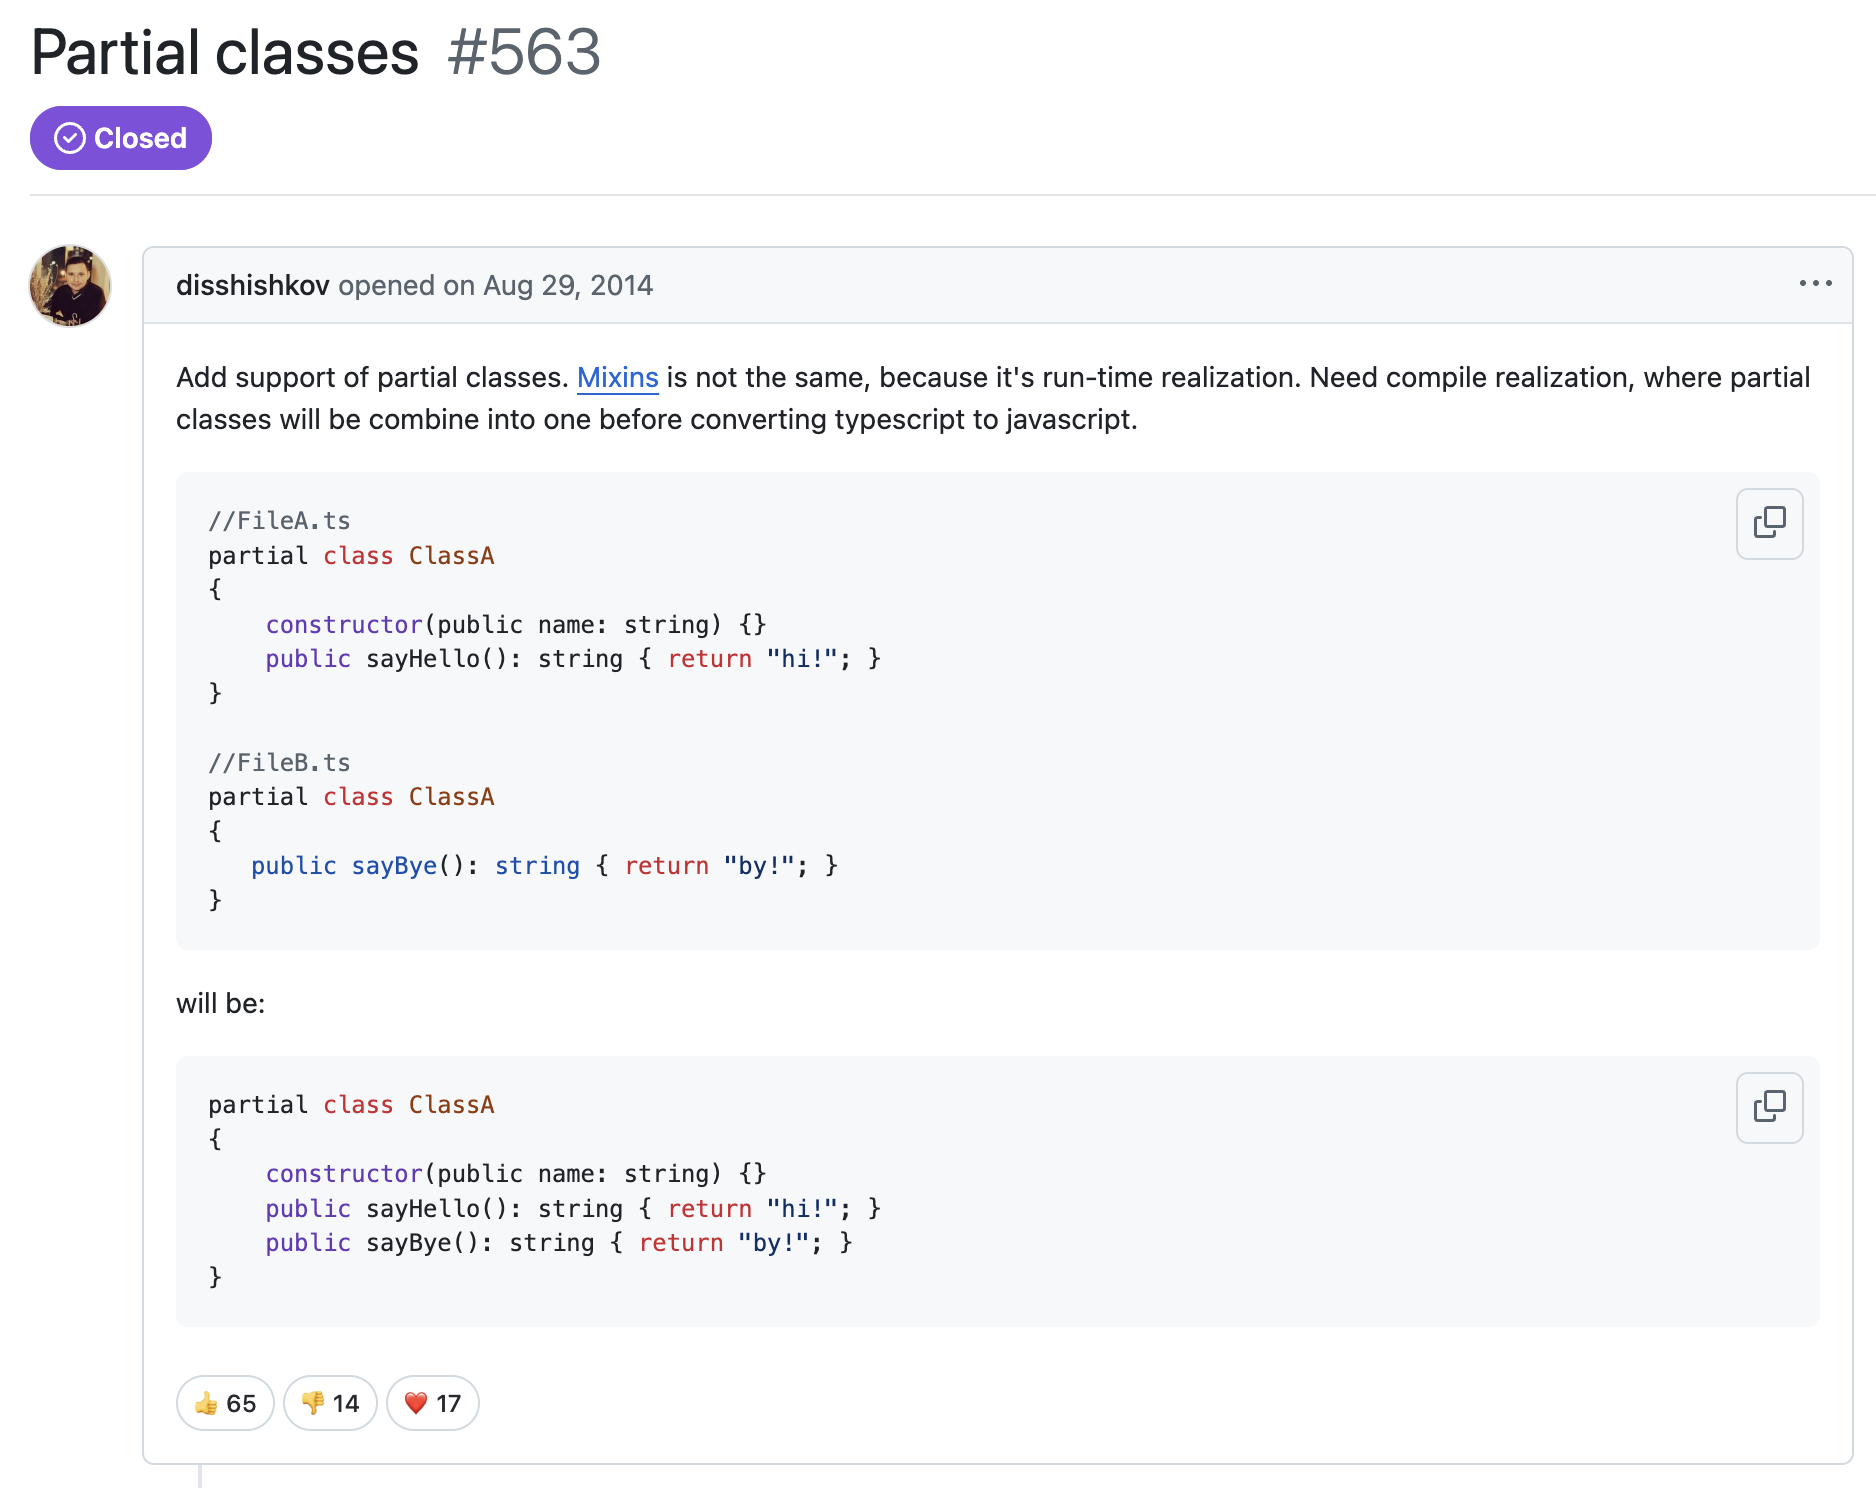 Partial classes #563
Closed
disshishkov opened on Aug 29, 2014
Add support of partial classes. Mixins is not the same, because it's run-time realization. Need compile realization, where partial
classes will be combine into one before converting typescript to javascript.
//FileA.ts
partial class ClassA
{
    constructor(public name: string) {}
    public sayHello(): string { return "hi!"; }
}

//FileB.ts
partial class ClassA
{
   public sayBye(): string { return "by!"; }
}
will be:
partial class ClassA
{
    constructor(public name: string) {}
    public sayHello(): string { return "hi!"; }
    public sayBye(): string { return "by!"; }
}
👍 65 👎 14 ❤️ 17